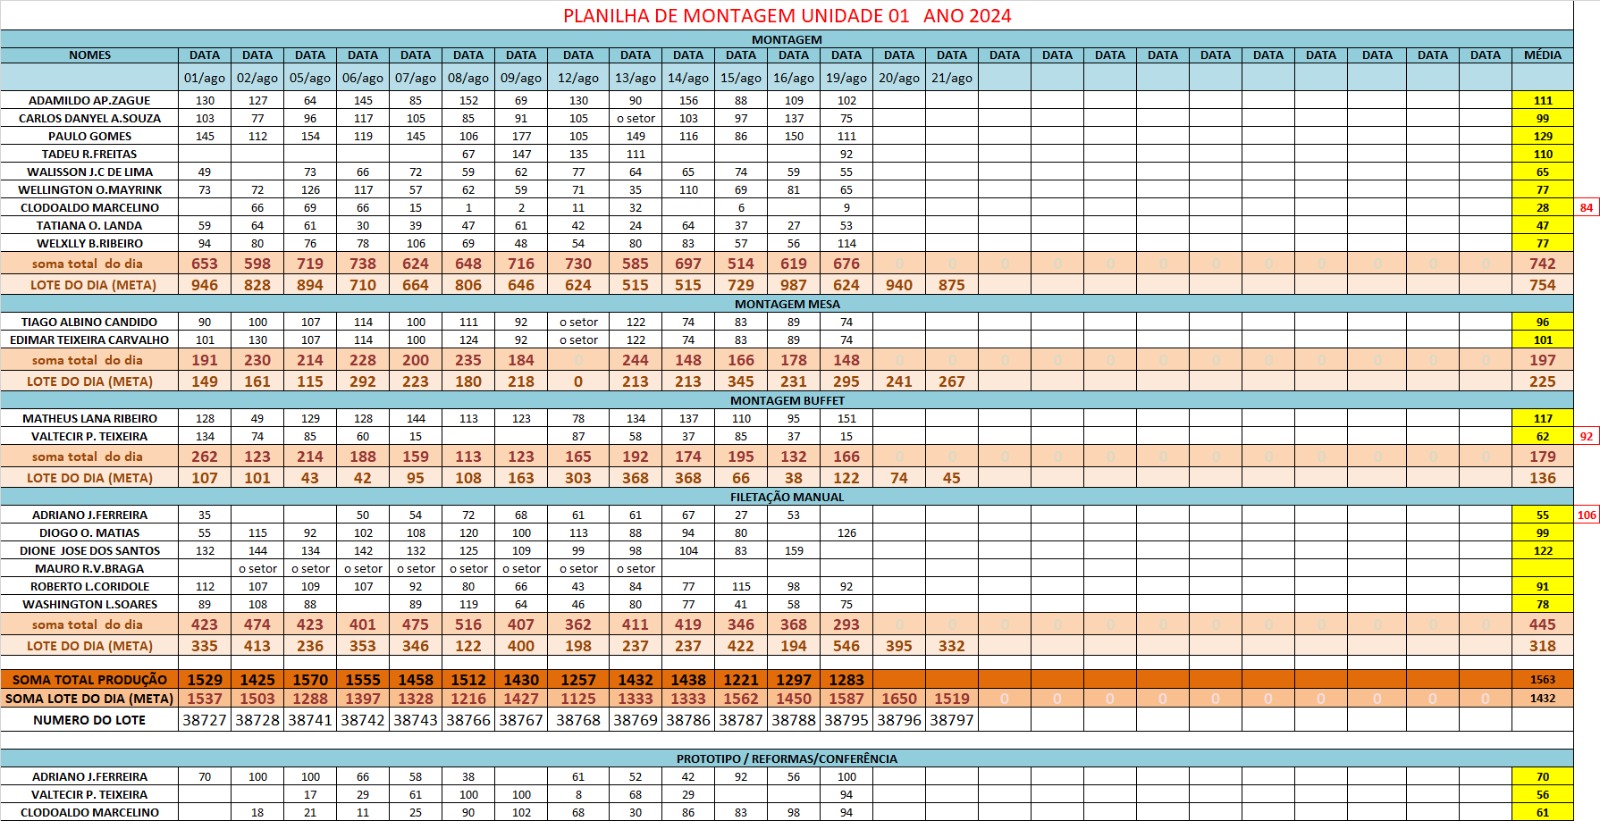 PLANILHA DE MONTAGEM UNIDADE 01 ANO 2024
MONTAGEM
NOMES DATA DATA DATA DATA DATA DATA DATA DATA DATA DATA DATA DATA DATA DATA DATA DATA DATA DATA DATA DATA DATA DATA DATA DATA DATA MÉDIA
01/ago 02/ago 05/ago 06/ago 07/ago 08/ago 09/ago 12/ago 13/ago 14/ago 15/ago 16/ago 19/ago 20/ago 21/ago
ADAMILDO AP.ZAGUE 130 127 64 145 85 152 69 130 90 156 88 109 102 111
CARLOS DANYEL A.SOUZA 103 77 96 117 105 85 91 105 o setor 103 97 137 75 99
PAULO GOMES 145 112 154 119 145 106 177 105 149 116 86 150 111 129
TADEU R.FREITAS 67 147 135 111 92 110
WALISSON J.C DE LIMA 49 73 66 72 59 62 77 64 65 74 59 55 65
WELLINGTON O.MAYRINK 73 72 126 117 57 62 59 71 35 110 69 81 65 77
CLODOALDO MARCELINO 66 69 66 15 1 2 11 32 6 9 28 84
TATIANA O. LANDA 59 64 61 30 39 47 61 42 24 64 37 27 53 47
WELXLLY B.RIBEIRO 94 80 76 78 106 69 48 54 80 83 57 56 114 77
soma total do dia 653 598 719 738 624 648 716 730 585 697 514 619 676 0 0 0 0 0 0 0 0 0 0 0 0 742
LOTE DO DIA (META) 946 828 894 710 664 806 646 624 515 515 729 987 624 940 875 754
MONTAGEM MESA
TIAGO ALBINO CANDIDO 90 100 107 114 100 111 92 o setor 122 74 83 89 74 96
EDIMAR TEIXEIRA CARVALHO 101 130 107 114 100 124 92 o setor 122 74 83 89 74 101
soma total do dia 191 230 214 228 200 235 184 0 244 148 166 178 148 0 0 0 0 0 0 0 0 0 0 0 0 197
LOTE DO DIA (META) 149 161 115 292 223 180 218 0 213 213 345 231 295 241 267 225
MONTAGEM BUFFET
MATHEUS LANA RIBEIRO 128 49 129 128 144 113 123 78 134 137 110 95 151 117
VALTECIR P. TEIXEIRA 134 74 85 60 15 87 58 37 85 37 15 62 92
soma total do dia 262 123 214 188 159 113 123 165 192 174 195 132 166 0 0 0 0 0 0 0 0 0 0 0 0 179
LOTE DO DIA (META) 107 101 43 42 95 108 163 303 368 368 66 38 122 74 45 136
FILETAÇÃO MANUAL
ADRIANO J.FERREIRA 35 50 54 72 68 61 61 67 27 53 55 106
DIOGO O. MATIAS 55 115 92 102 108 120 100 113 88 94 80 126 99
DIONE JOSE DOS SANTOS 132 144 134 142 132 125 109 99 98 104 83 159 122
MAURO R.V.BRAGA o setor o setor o setor o setor o setor o setor o setor o setor
ROBERTO L.CORIDOLE 112 107 109 107 92 80 66 43 84 77 115 98 92 91
WASHINGTON L.SOARES 89 108 88 89 119 64 46 80 77 41 58 75 78
soma total do dia 423 474 423 401 475 516 407 362 411 419 346 368 293 0 0 0 0 0 0 0 0 0 0 0 0 445
LOTE DO DIA (META) 335 413 236 353 346 122 400 198 237 237 422 194 546 395 332 318
SOMA TOTAL PRODUÇÃO 1529 1425 1570 1555 1458 1512 1430 1257 1432 1438 1221 1297 1283 1563
SOMA LOTE DO DIA (META) 1537 1503 1288 1397 1328 1216 1427 1125 1333 1333 1562 1450 1587 1650 1519 0 0 0 0 0 0 0 0 0 0 1432
NUMERO DO LOTE 38727 38728 38741 38742 38743 38766 38767 38768 38769 38786 38787 38788 38795 38796 38797
PROTOTIPO / REFORMAS/CONFERÊNCIA
ADRIANO J.FERREIRA 70 100 100 66 58 38 61 52 42 92 56 100 70
VALTECIR P. TEIXEIRA 17 29 61 100 100 8 68 29 94 56
CLODOALDO MARCELINO 18 21 11 25 90 102 68 30 86 83 98 94 61